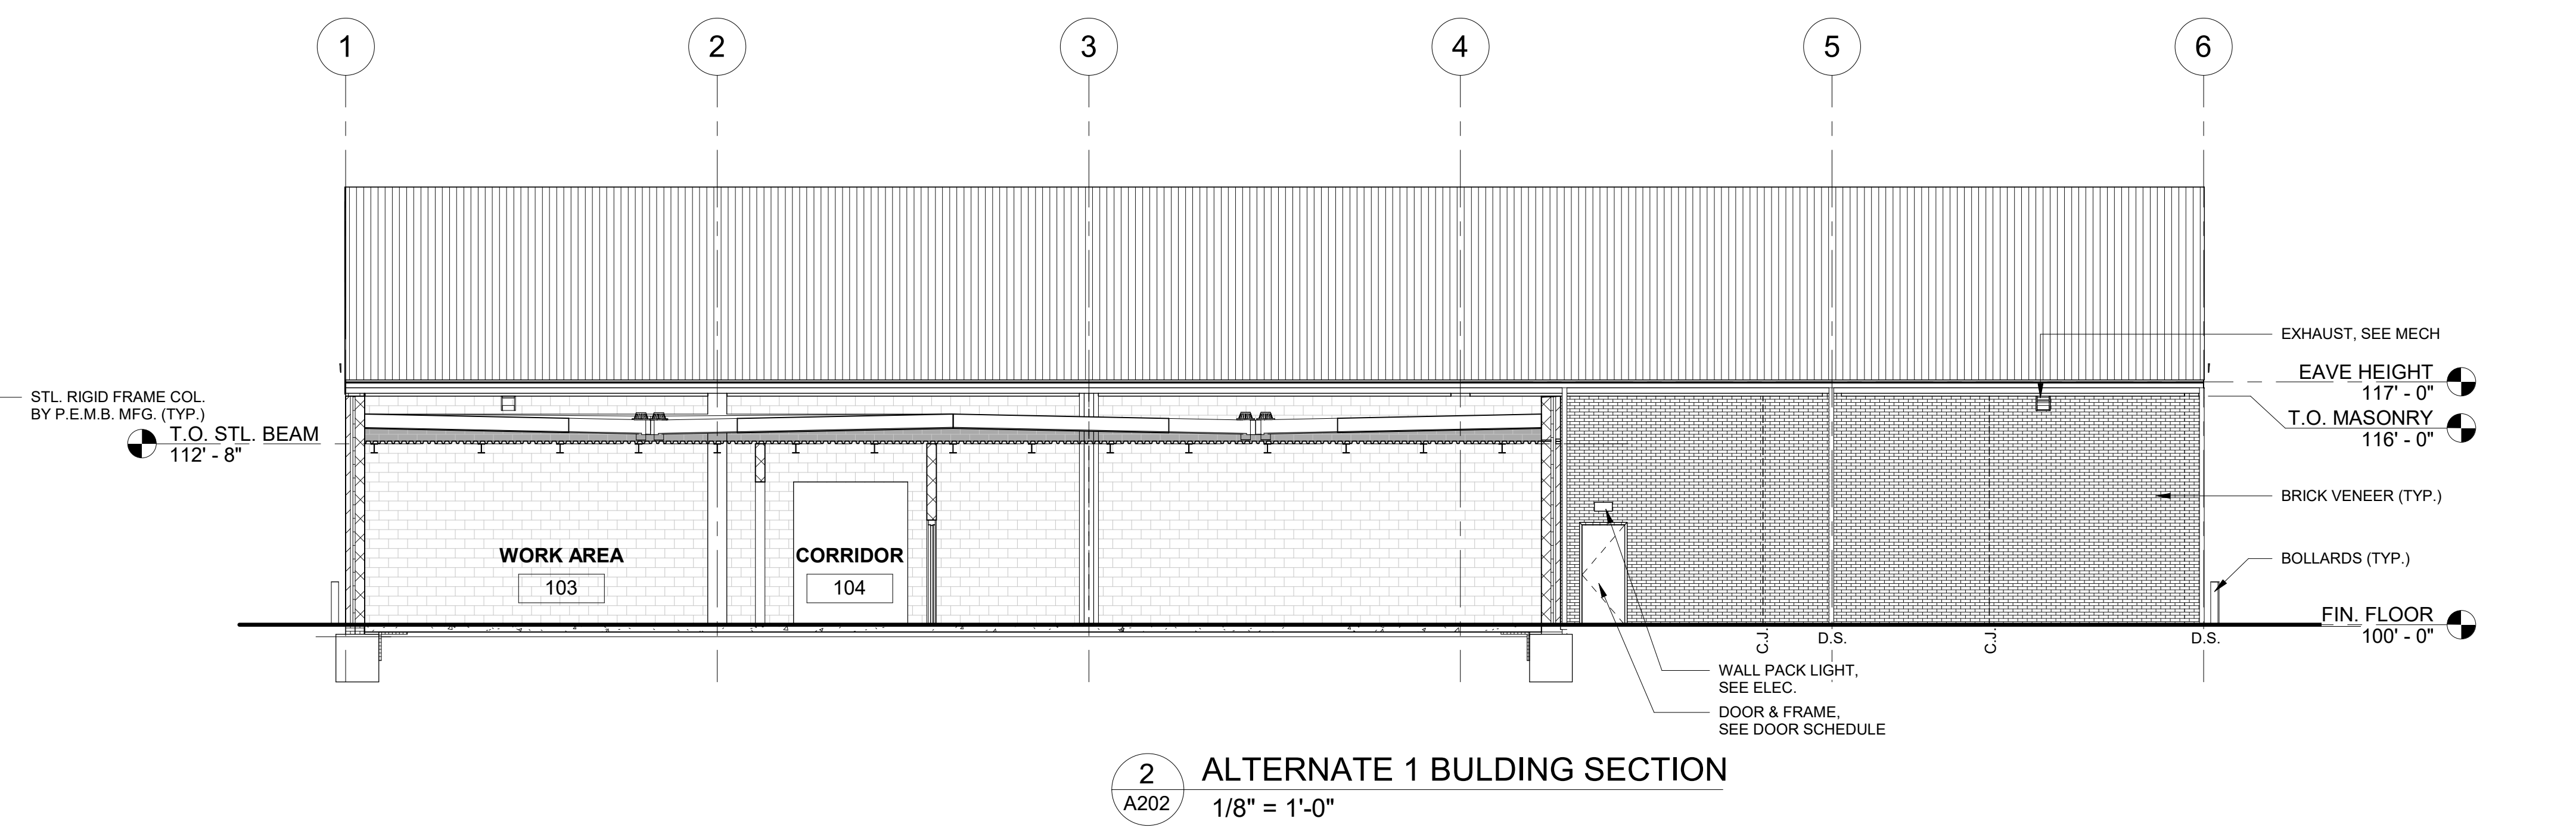 1
2
3
4
5
6
EXHAUST, SEE MECH
EAVE HEIGHT
117' - 0"
STL. RIGID FRAME COL.
BY P.E.M.B. MFG. (TYP.)
T.O. MASONRY
116' - 0"
T.O. STL. BEAM
112' - 8"
BRICK VENEER (TYP.)
WORK AREA
103
CORRIDOR
104
BOLLARDS (TYP.)
FIN. FLOOR
100' - 0"
C.J.
D.S.
C.J.
D.S.
WALL PACK LIGHT,
SEE ELEC.
DOOR & FRAME,
SEE DOOR SCHEDULE
2
A202
ALTERNATE 1 BULDING SECTION
1/8" = 1'-0"